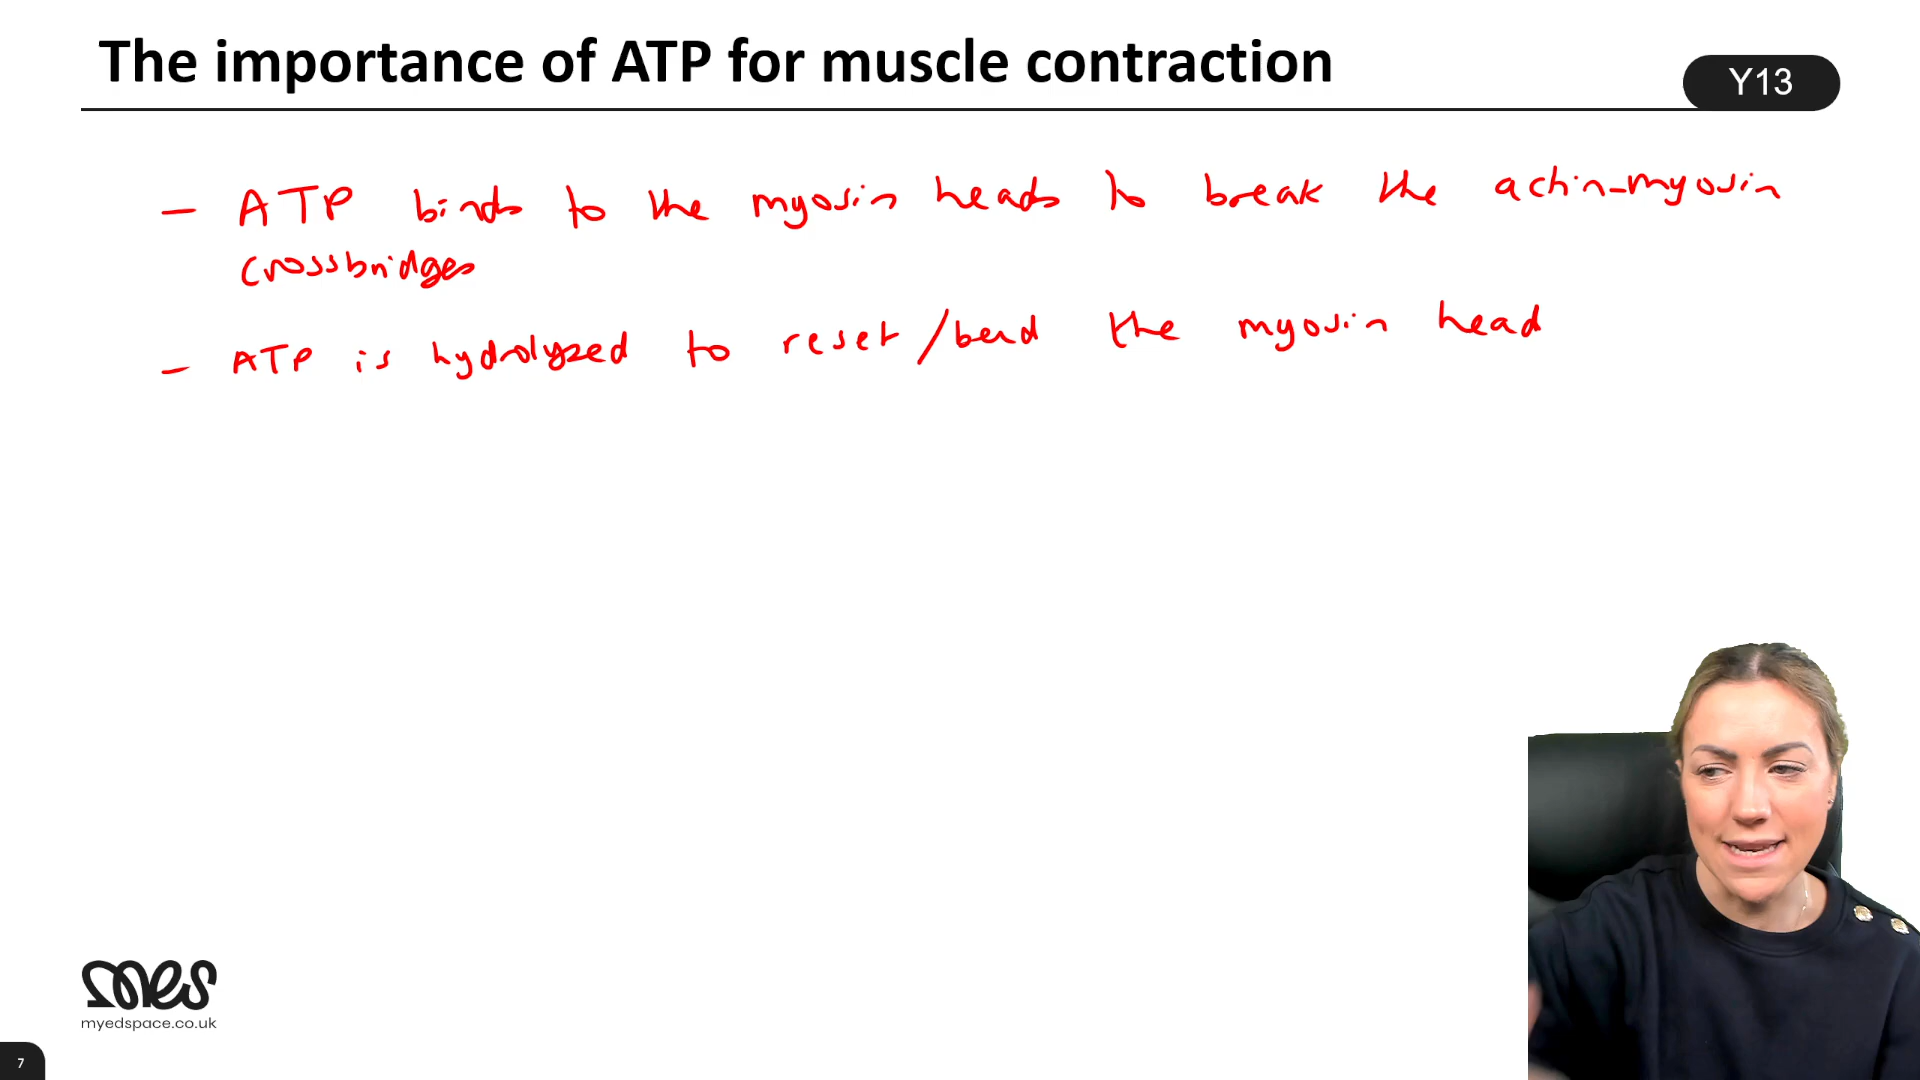 The importance of ATP for muscle contraction
Y13
- ATP binds to the myosin heads to break the actin-myosin
crossbridges
- ATP is hydrolyzed to reset/bend the myosin head
mes
myedspace.co.uk
7